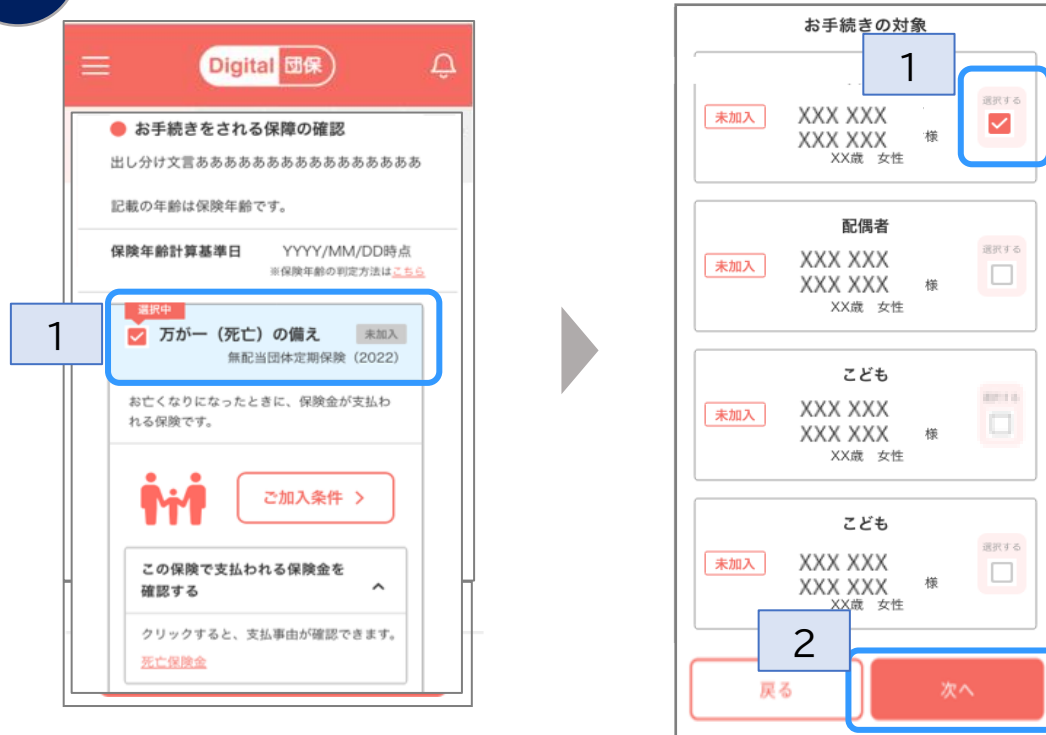 Digital 団保
お手続きをされる保障の確認
出し分け文言ああああああああああああああああ
記載の年齢は保険年齢です。
保険年齢計算基準日 YYYY/MM/DD時点
※保険年齢の判定方法はこちら
1
選択中
万が一（死亡）の備え 未加入
無配当団体定期保険（2022）
お亡くなりになったときに、保険金が支払わ
れる保険です。
ご加入条件 >
この保険で支払われる保険金を
確認する
クリックすると、支払事由が確認できます。
死亡保険金
お手続きの対象
1
選択する
未加入 XXX XXX
XXX XXX 様
XX歳 女性
配偶者
選択する
未加入 XXX XXX
XXX XXX 様
XX歳 女性
こども
選択する
未加入 XXX XXX
XXX XXX 様
XX歳 女性
こども
選択する
未加入 XXX XXX
XXX XXX 様
XX歳 女性
2
戻る 次へ